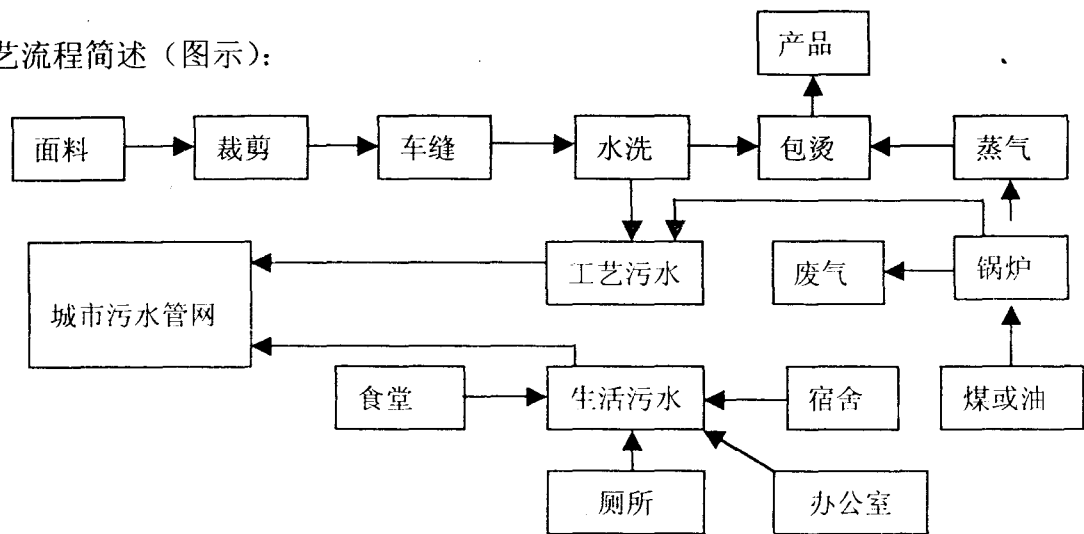 艺流程简述（图示）：
产品
面料
裁剪
车缝
水洗
包烫
蒸气
工艺污水
废气
锅炉
城市污水管网
食堂
生活污水
宿舍
煤或油
厕所
办公室